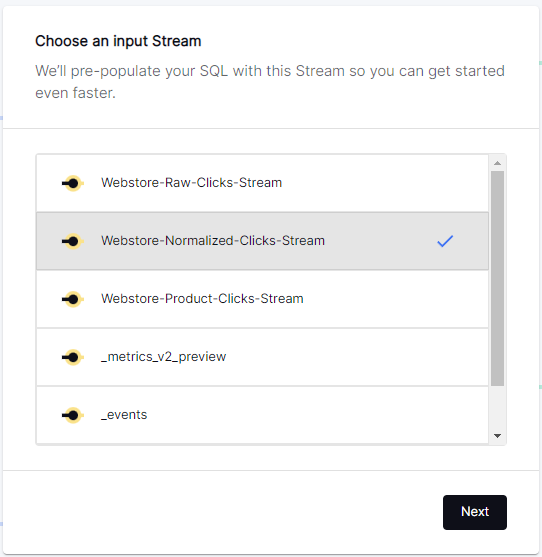 Choose an input Stream
We'll pre-populate your SQL with this Stream so you can get started
even faster.
Webstore-Raw-Clicks-Stream
Webstore-Normalized-Clicks-Stream
Webstore-Product-Clicks-Stream
_metrics_v2_preview
_events
Next